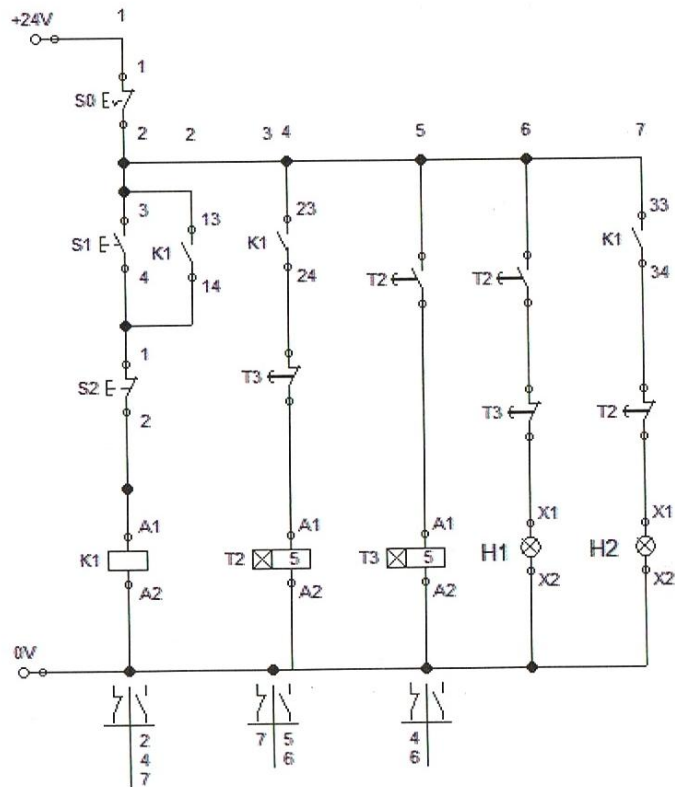 1
+24V
1
S0
2 2 3 4 5 6 7
3 13 23 33
S1 K1 K1 K1
4 14 24 34
T2 T2
1
S2 T3
2 T3 T2
A1 A1 A1 X1 X1
K1 T2 5 T3 5 H1 H2
A2 A2 A2 X2 X2
0V
2 7 5 4
4 6 6
7